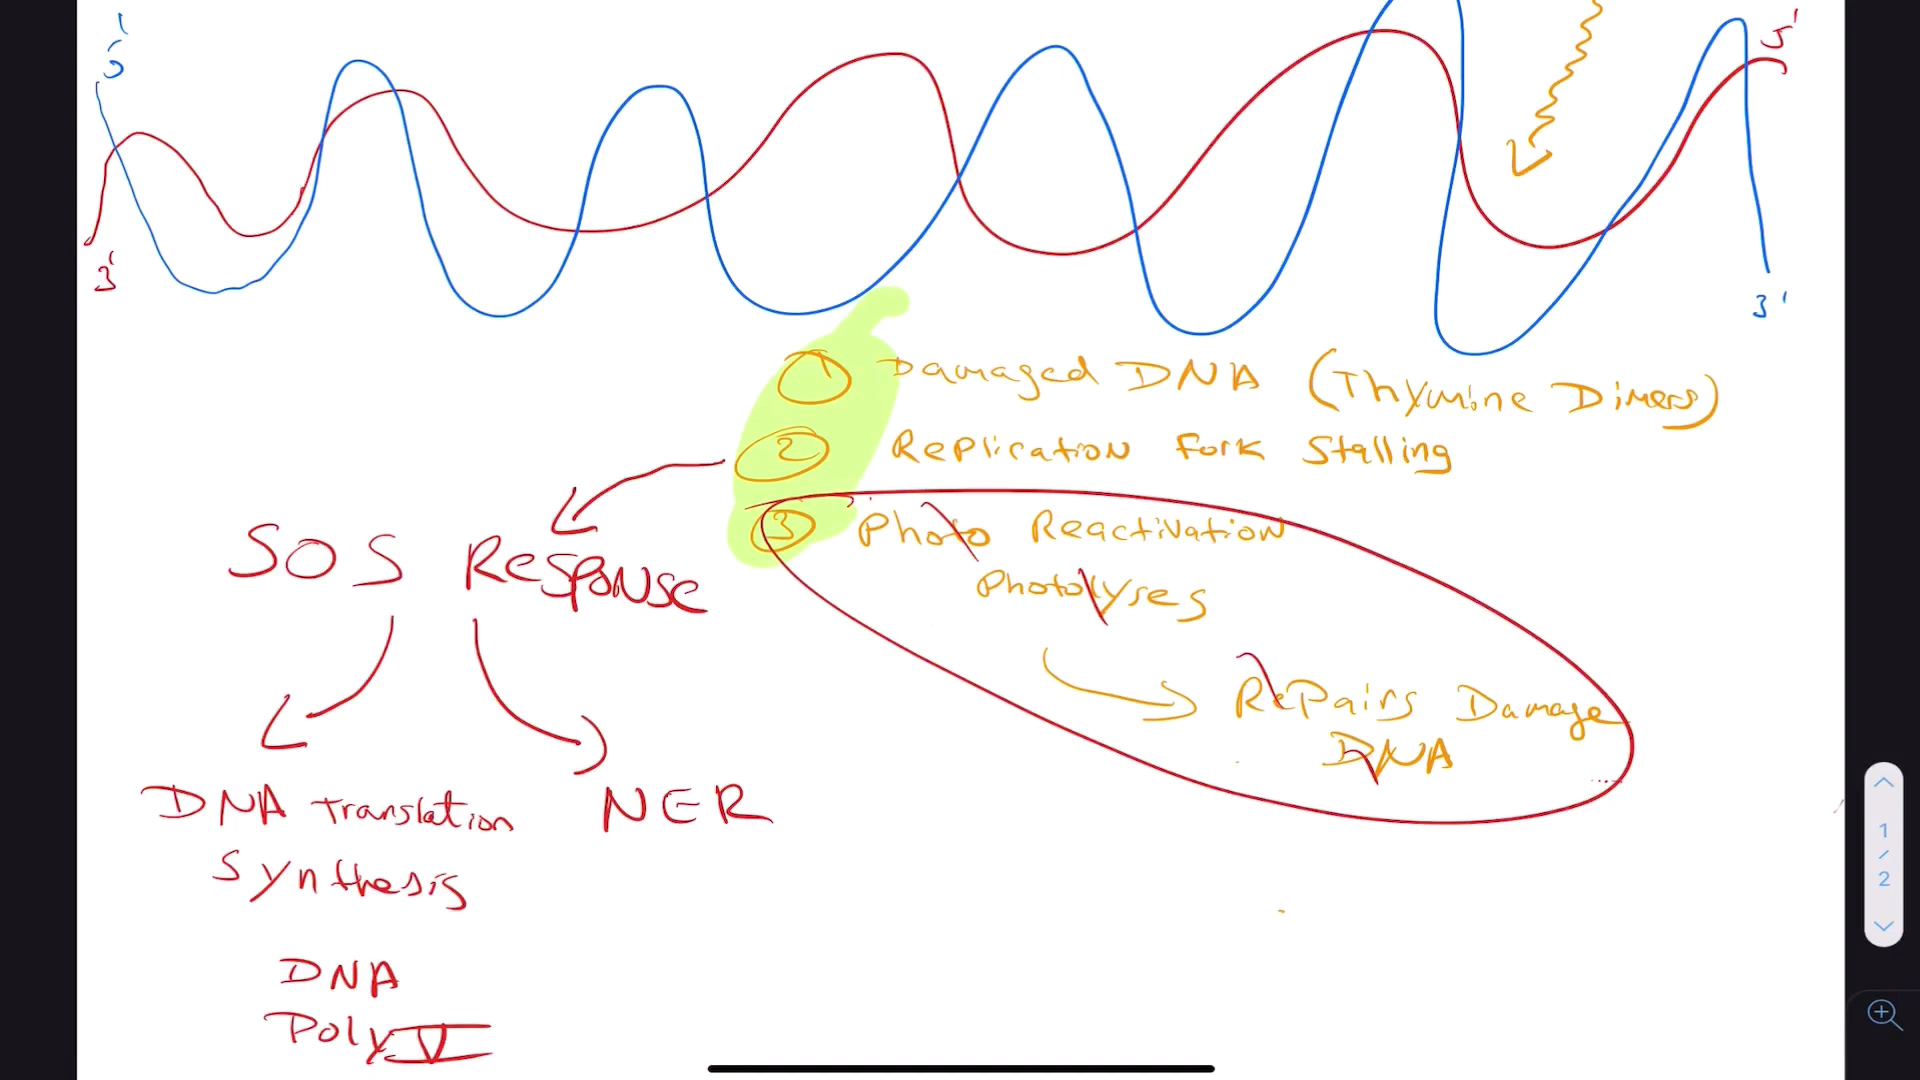 5'
5'
3'
3'
1 Damaged DNA (Thymine Dimers)
2 Replication Fork Stalling
3 Photo Reactivation
Photolyses
Repairs Damage
DNA
SOS Response
DNA Translation
Synthesis
NER
DNA
Poly V
1
/
2